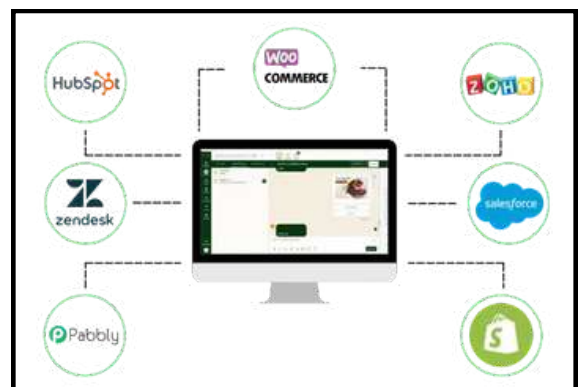 HubSpot
WOO
COMMERCE
ZOHO
zendesk
salesforce
Pabbly
S